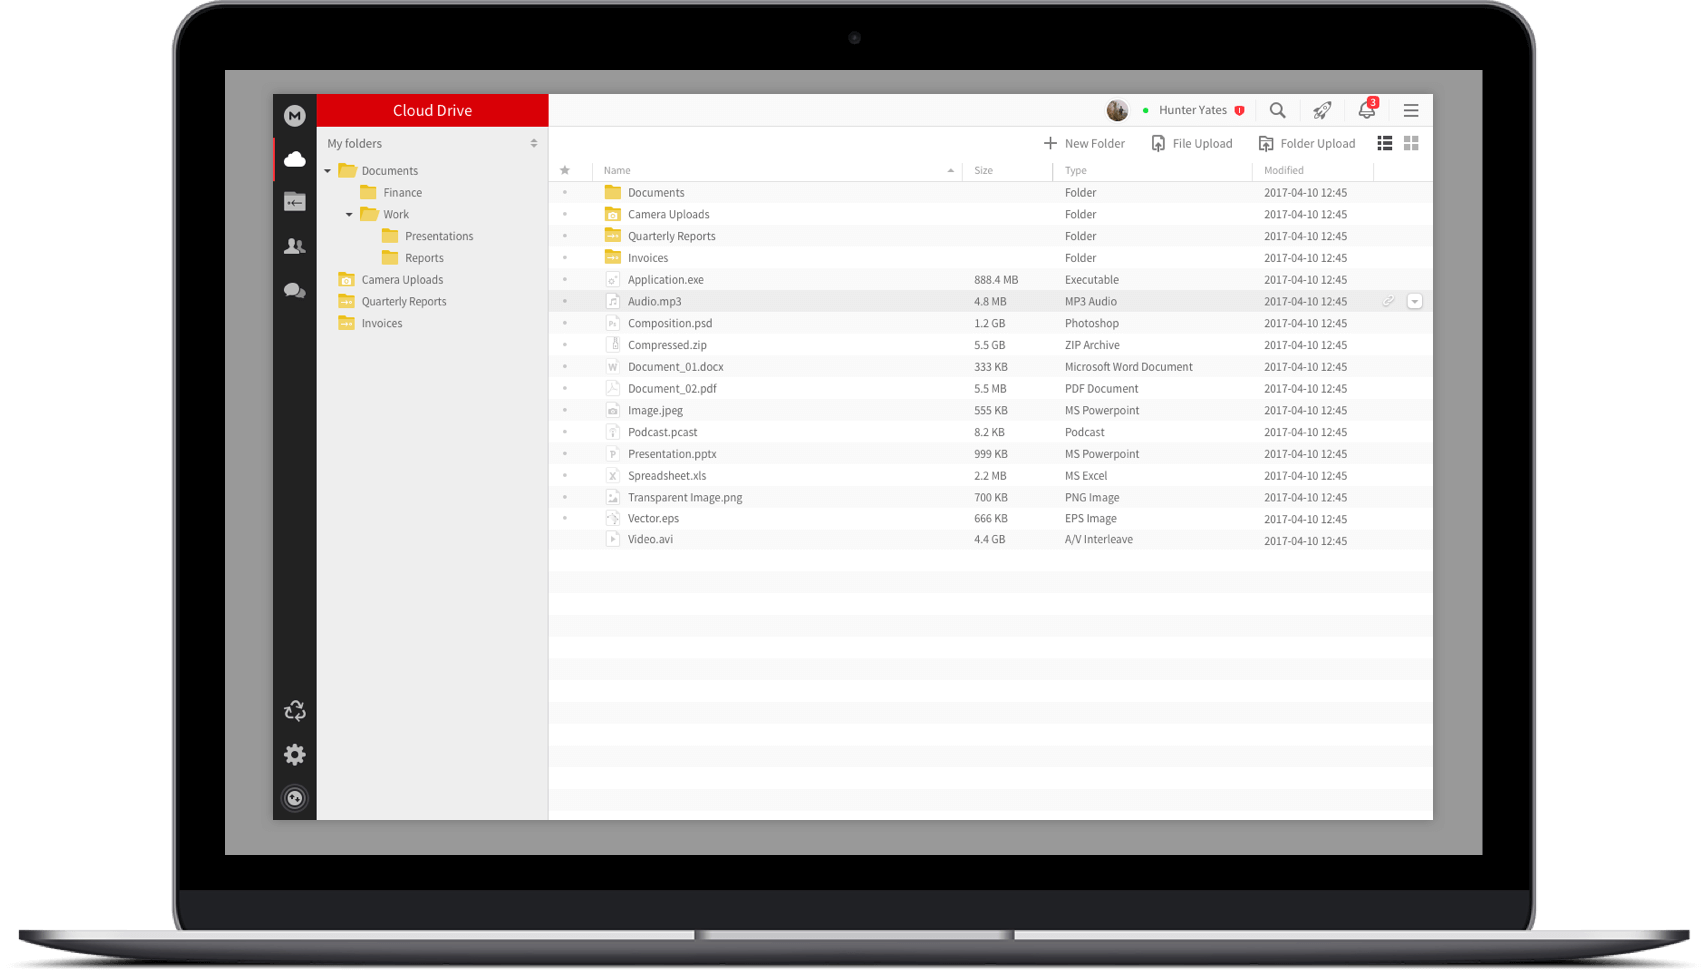 M Cloud Drive Hunter Yates ! 3
My folders New Folder File Upload Folder Upload
Documents Name Size Type Modified
Finance Documents Folder 2017-04-10 12:45
Work Camera Uploads Folder 2017-04-10 12:45
Presentations Quarterly Reports Folder 2017-04-10 12:45
Reports Invoices Folder 2017-04-10 12:45
Camera Uploads Application.exe 888.4 MB Executable 2017-04-10 12:45
Quarterly Reports Audio.mp3 4.8 MB MP3 Audio 2017-04-10 12:45
Invoices Ps Composition.psd 1.2 GB Photoshop 2017-04-10 12:45
Compressed.zip 5.5 GB ZIP Archive 2017-04-10 12:45
W Document_01.docx 333 KB Microsoft Word Document 2017-04-10 12:45
Document_02.pdf 5.5 MB PDF Document 2017-04-10 12:45
Image.jpeg 555 KB MS Powerpoint 2017-04-10 12:45
Podcast.pcast 8.2 KB Podcast 2017-04-10 12:45
P Presentation.pptx 999 KB MS Powerpoint 2017-04-10 12:45
X Spreadsheet.xls 2.2 MB MS Excel 2017-04-10 12:45
Transparent Image.png 700 KB PNG Image 2017-04-10 12:45
Vector.eps 666 KB EPS Image 2017-04-10 12:45
Video.avi 4.4 GB A/V Interleave 2017-04-10 12:45